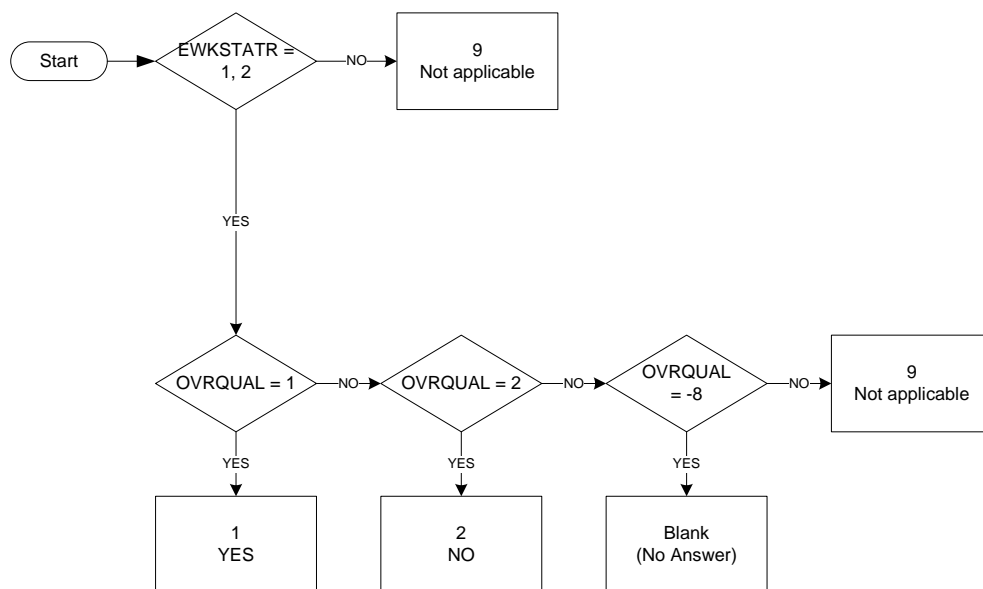 Start
EWKSTATR =
1, 2
NO
9
Not applicable
YES
OVRQUAL = 1
NO
OVRQUAL = 2
NO
OVRQUAL
= -8
NO
9
Not applicable
YES
YES
YES
1
YES
2
NO
Blank
(No Answer)